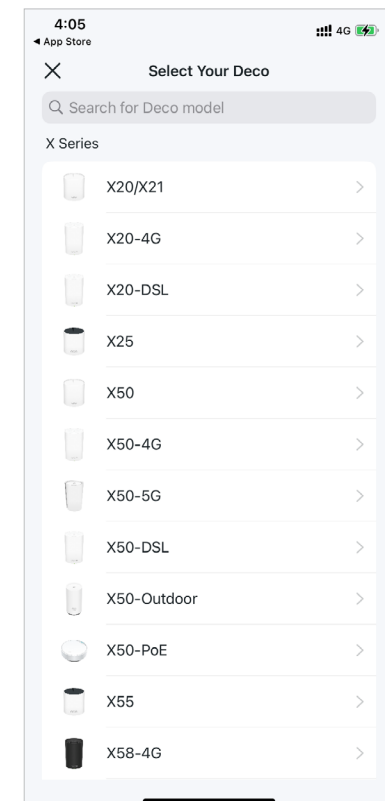 4:05
4G
◀ App Store
Select Your Deco
Search for Deco model
X Series
X20/X21
X20-4G
X20-DSL
X25
X50
X50-4G
X50-5G
X50-DSL
X50-Outdoor
X50-PoE
X55
X58-4G